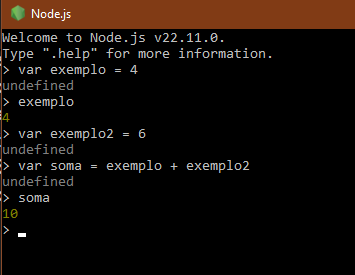 Node.js
Welcome to Node.js v22.11.0.
Type ".help" for more information.
> var exemplo = 4
undefined
> exemplo
4
> var exemplo2 = 6
undefined
> var soma = exemplo + exemplo2
undefined
> soma
10
>